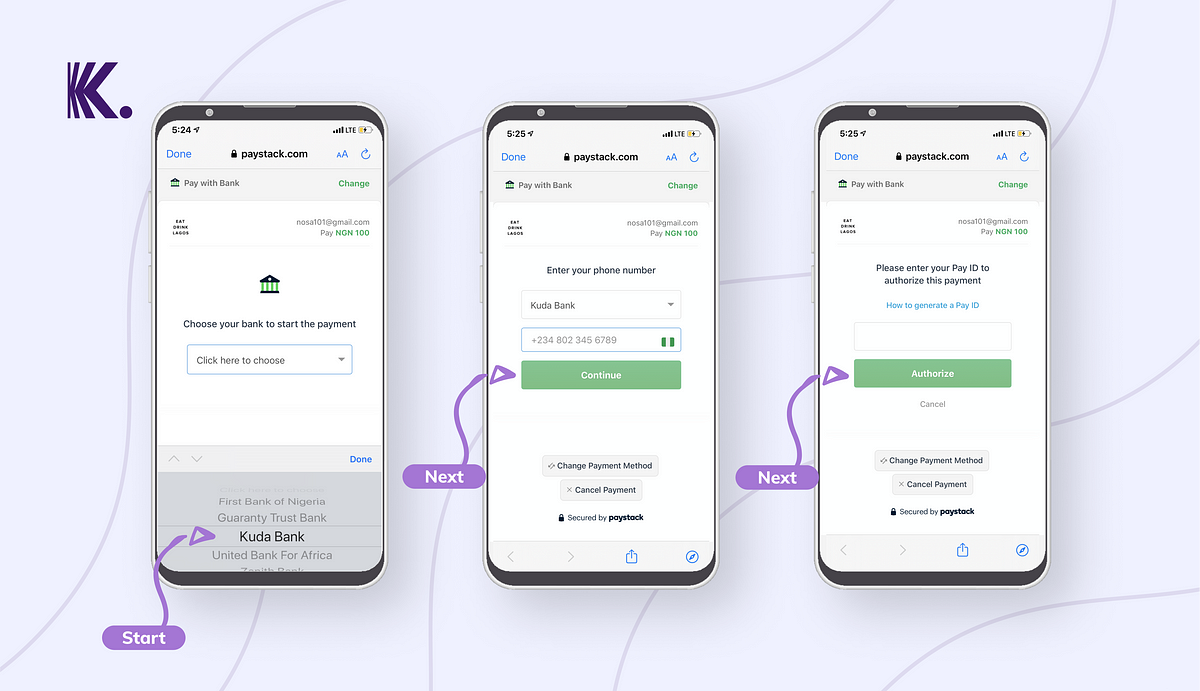 K.
5:24
LTE
Done
paystack.com
AA
Pay with Bank
Change
EAT
DRINK
LAGOS
nosa101@gmail.com
Pay NGN 100
Choose your bank to start the payment
Click here to choose
Done
First Bank of Nigeria
Guaranty Trust Bank
Kuda Bank
United Bank For Africa
Zenith Bank
Start
5:25
LTE
Done
paystack.com
AA
Pay with Bank
Change
EAT
DRINK
LAGOS
nosa101@gmail.com
Pay NGN 100
Enter your phone number
Kuda Bank
+234 802 345 6789
Continue
Next
× Change Payment Method
× Cancel Payment
Secured by paystack
5:25
LTE
Done
paystack.com
AA
Pay with Bank
Change
EAT
DRINK
LAGOS
nosa101@gmail.com
Pay NGN 100
Please enter your Pay ID to
authorize this payment
How to generate a Pay ID
Authorize
Next
Cancel
Change Payment Method
× Cancel Payment
Secured by paystack